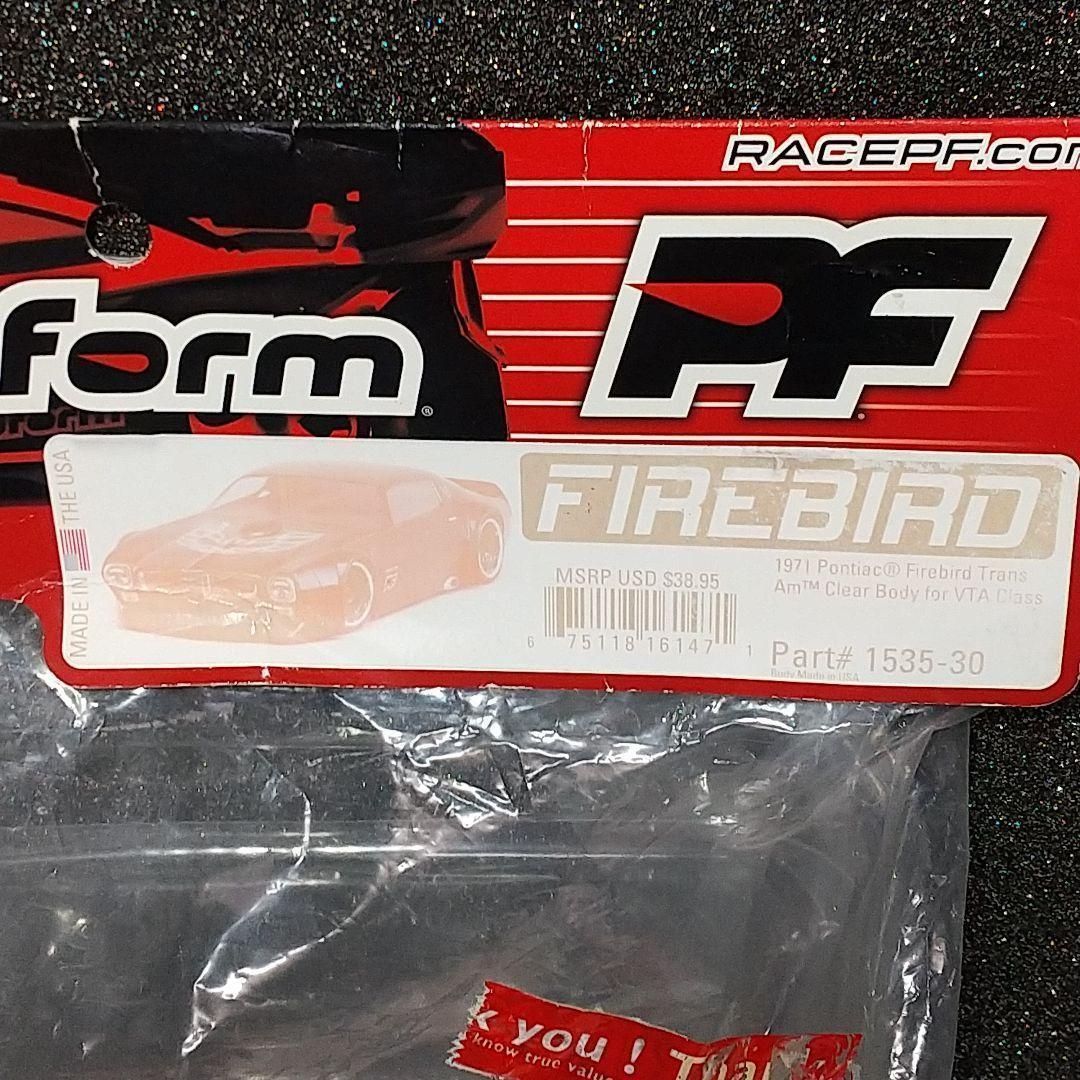 RACEPF.com
form®
PF
MADE IN THE USA
FIREBIRD
1971 Pontiac® Firebird Trans
Am™ Clear Body for VTA Class
MSRP USD $38.95
6 75118 16147 1
Part# 1535-30
Body Made in USA
k you! Tha
know true value